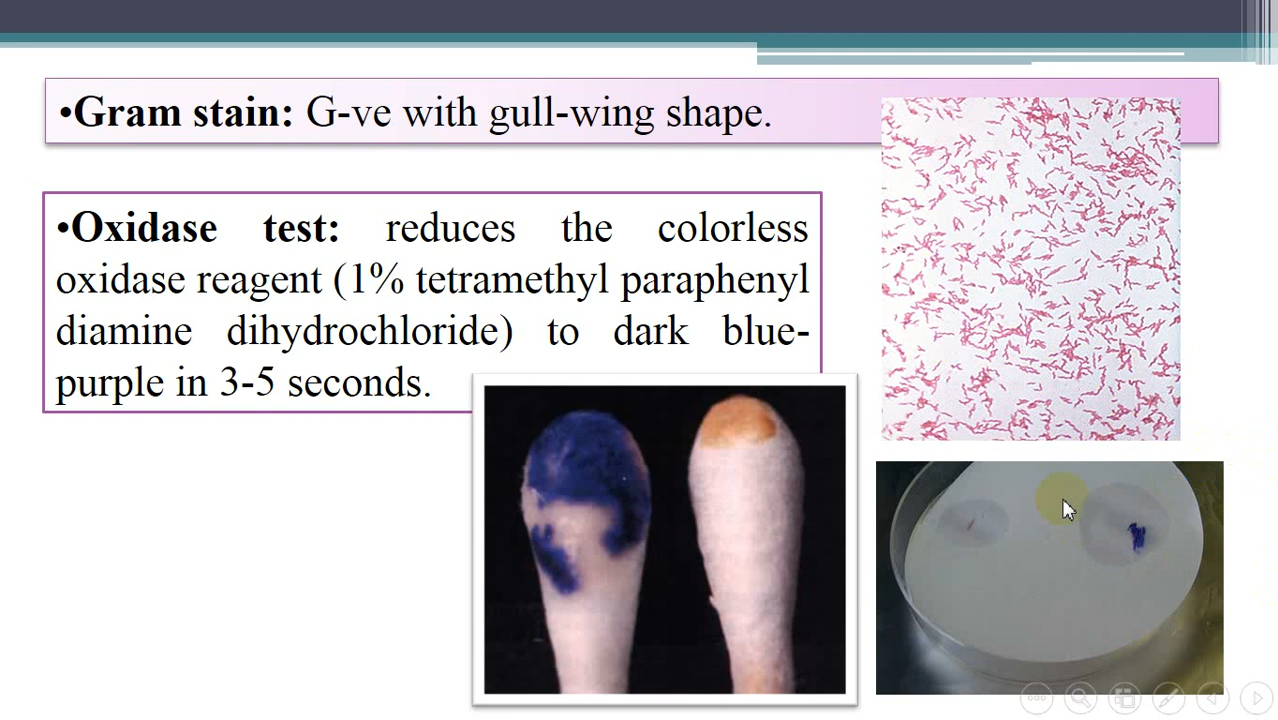 •Gram stain: G-ve with gull-wing shape.
•Oxidase test: reduces the colorless
oxidase reagent (1% tetramethyl paraphenyl
diamine dihydrochloride) to dark blue-
purple in 3-5 seconds.